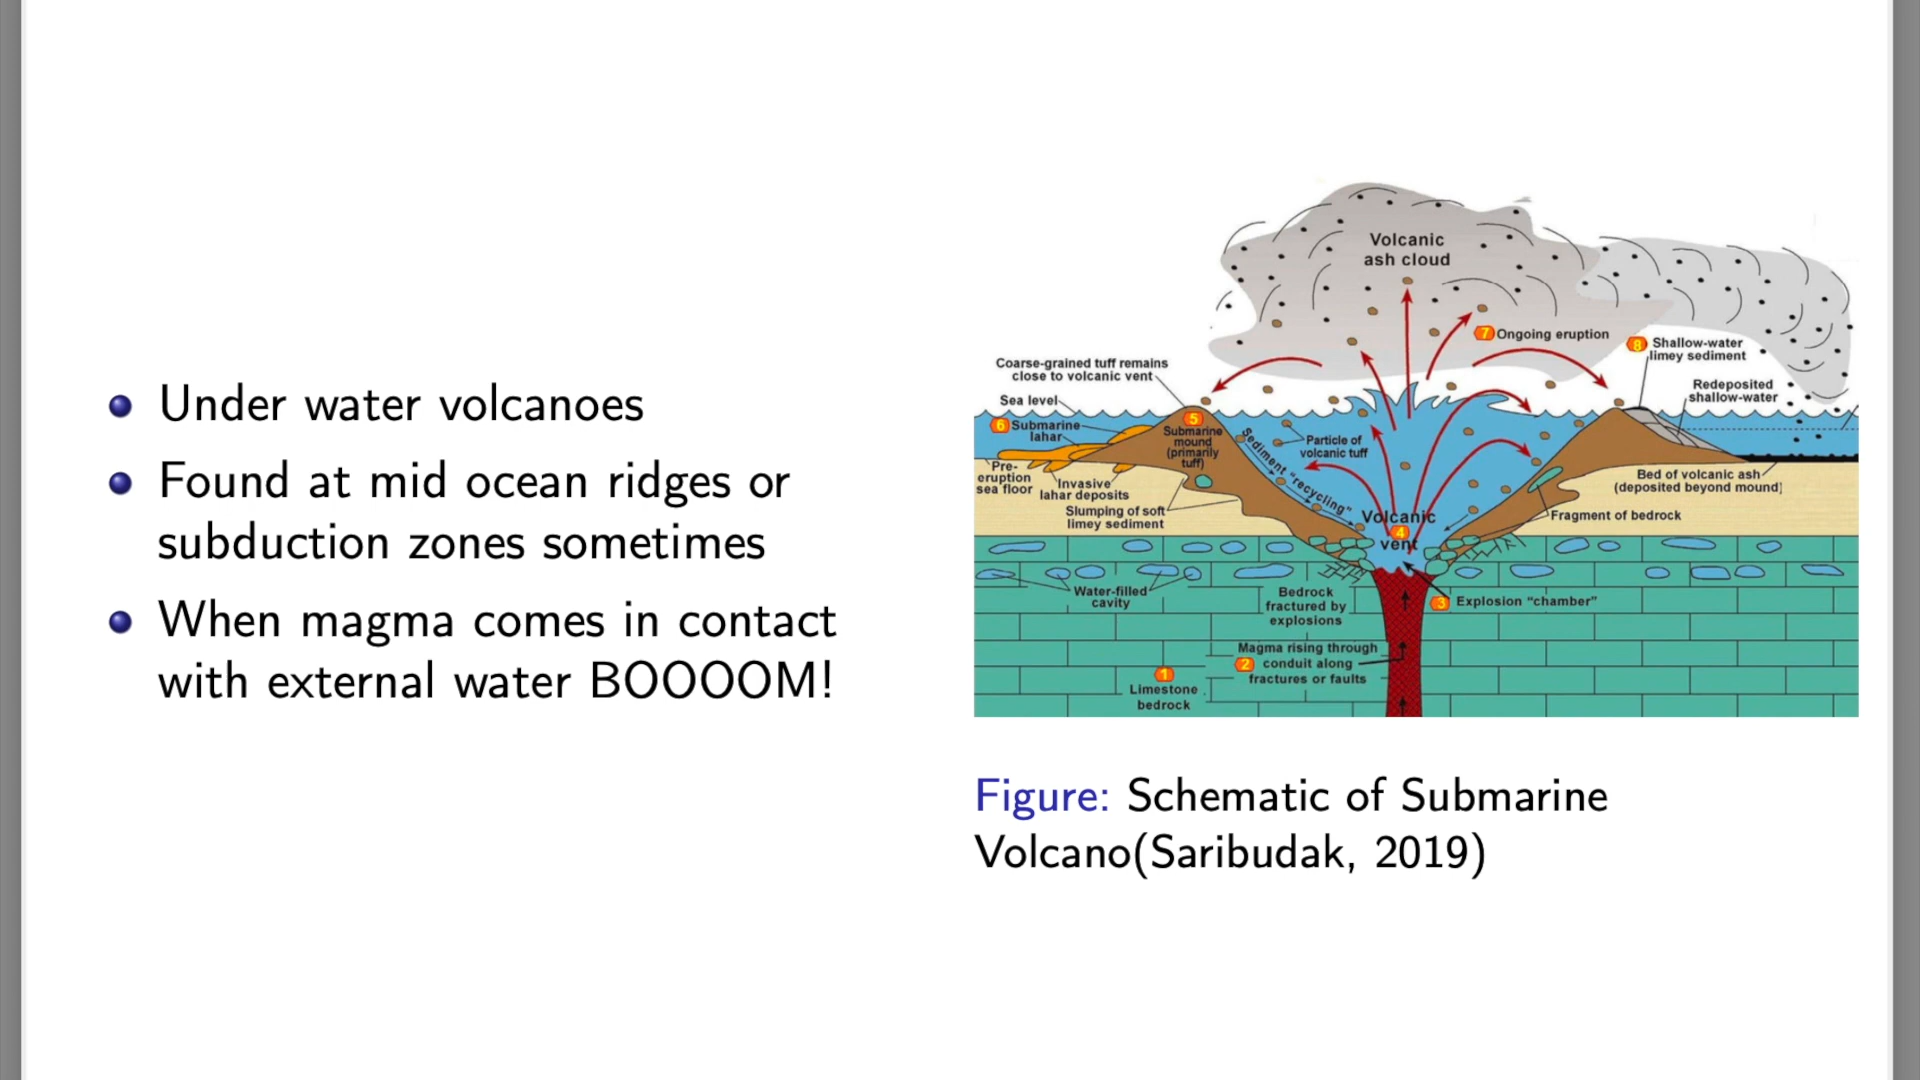 Under water volcanoes
Found at mid ocean ridges or
subduction zones sometimes
When magma comes in contact
with external water BOOOOM!
Volcanic
ash cloud
7 Ongoing eruption
8 Shallow-water
limey sediment
Coarse-grained tuff remains
close to volcanic vent
Redeposited
shallow-water
Sea level
6 Submarine
lahar
5
Submarine
mound
(primarily
tuff)
Sediment "recycling"
Particle of
volcanic tuff
Pre-
eruption
sea floor
Invasive
lahar deposits
Slumping of soft
limey sediment
Bed of volcanic ash
(deposited beyond mound)
Fragment of bedrock
Volcanic
4
vent
Water-filled
cavity
Bedrock
fractured by
explosions
3 Explosion "chamber"
Magma rising through
2 conduit along
fractures or faults
1
Limestone
bedrock
Figure: Schematic of Submarine
Volcano(Saribudak, 2019)